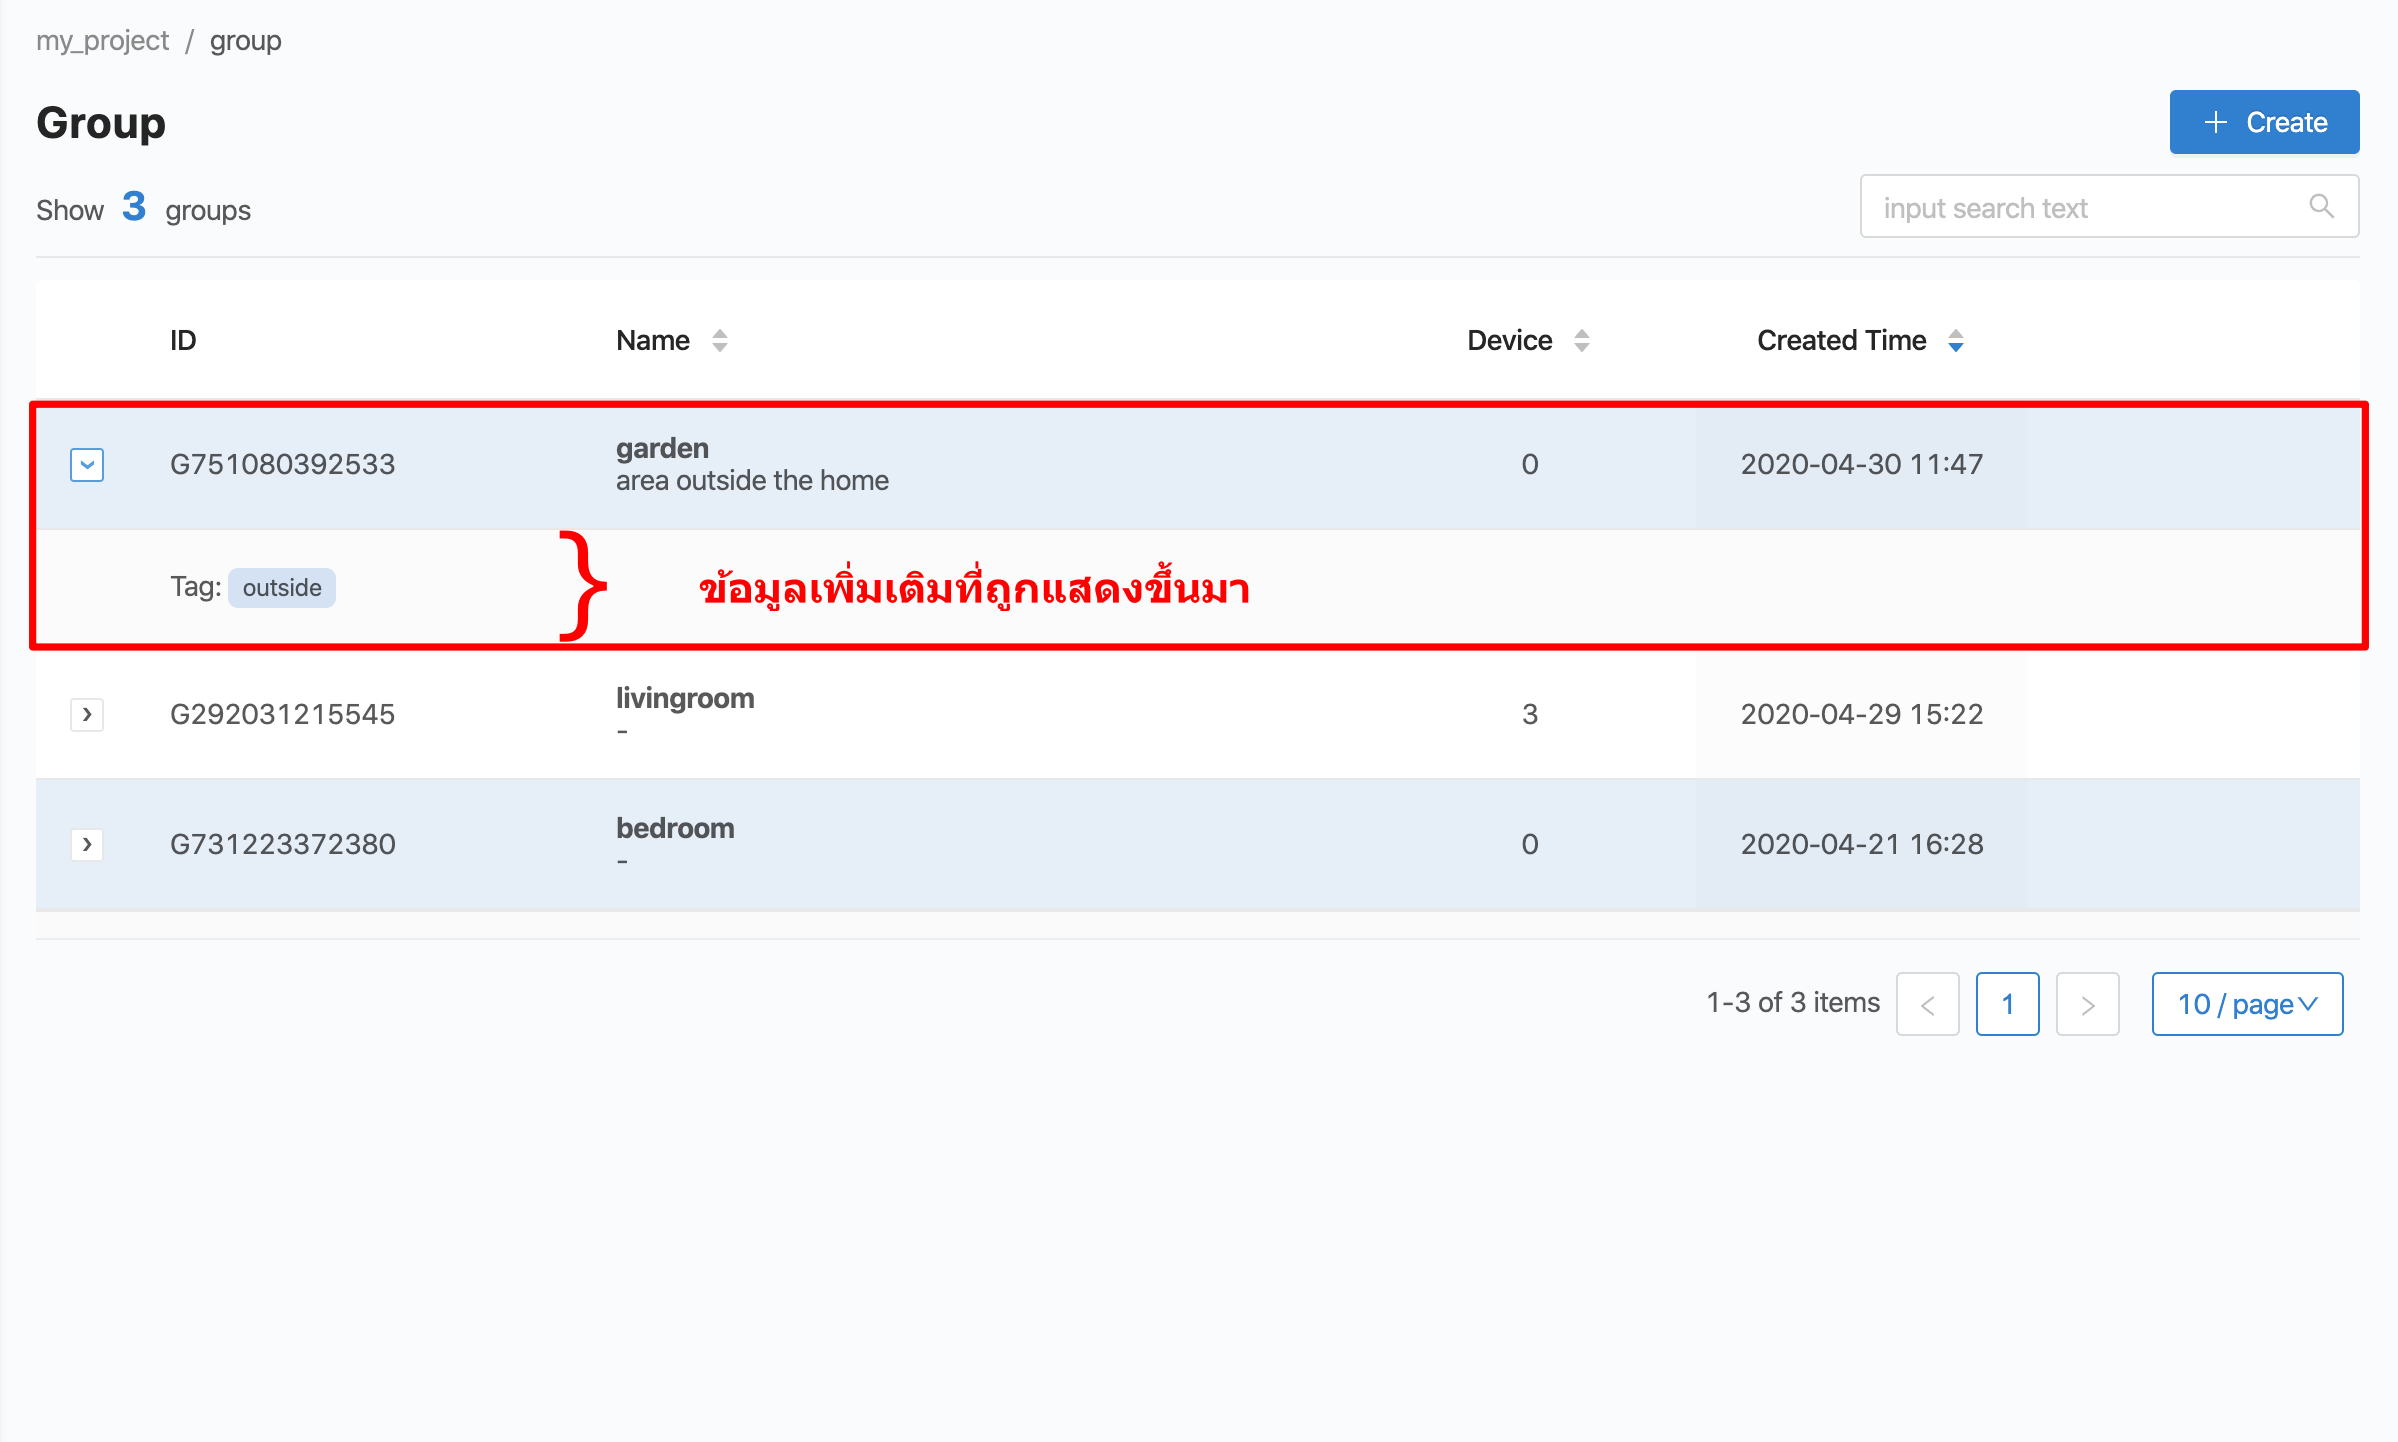 my_project / group
Group
+ Create
Show 3 groups
input search text
ID Name Device Created Time
G751080392533 garden 0 2020-04-30 11:47
area outside the home
Tag: outside } ข้อมูลเพิ่มเติมที่ถูกแสดงขึ้นมา
G292031215545 livingroom 3 2020-04-29 15:22
-
G731223372380 bedroom 0 2020-04-21 16:28
-
1-3 of 3 items < 1 > 10 / page